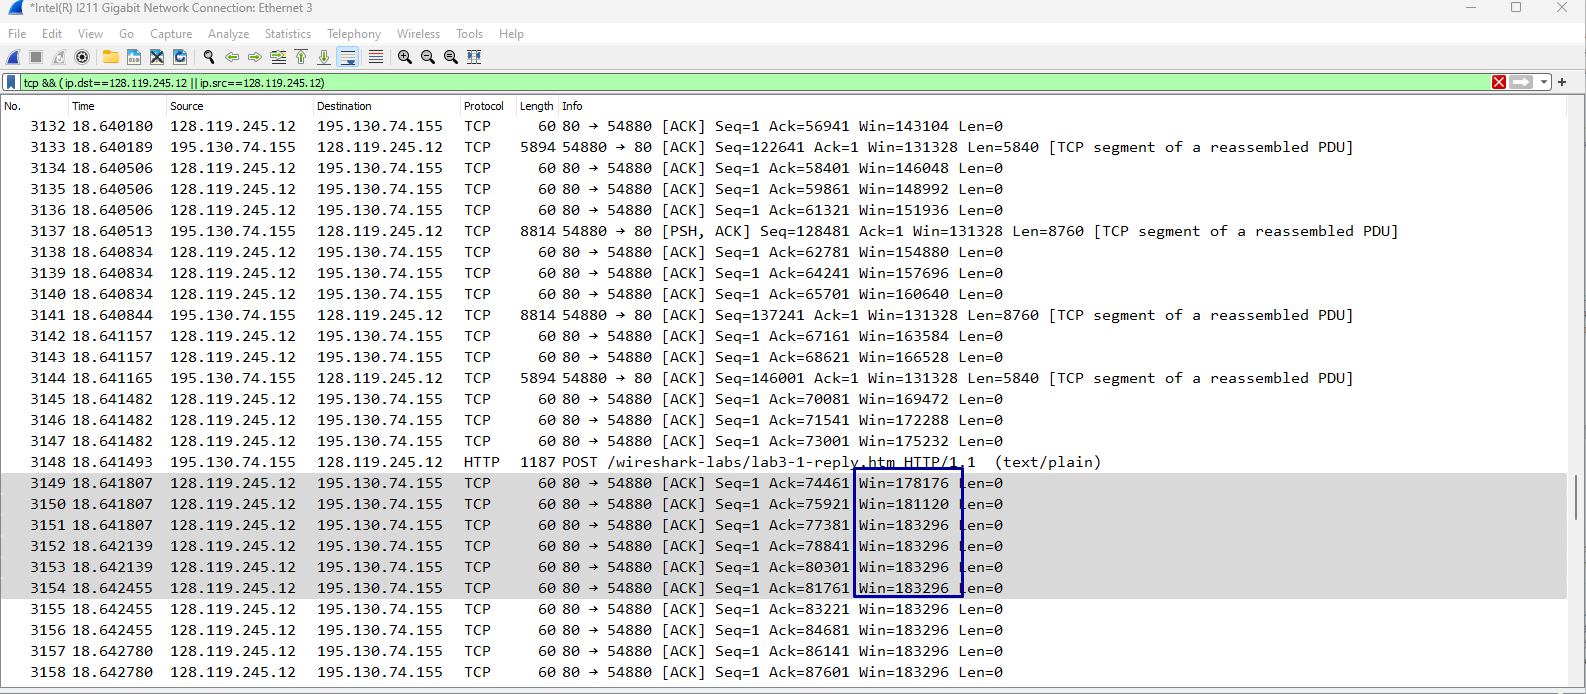 *Intel(R) I211 Gigabit Network Connection: Ethernet 3
File Edit View Go Capture Analyze Statistics Telephony Wireless Tools Help
tcp && (ip.dst==128.119.245.12 || ip.src==128.119.245.12)
No. Time Source Destination Protocol Length Info
3132 18.640180 128.119.245.12 195.130.74.155 TCP 60 80 → 54880 [ACK] Seq=1 Ack=56941 Win=143104 Len=0
3133 18.640189 195.130.74.155 128.119.245.12 TCP 5894 54880 → 80 [ACK] Seq=122641 Ack=1 Win=131328 Len=5840 [TCP segment of a reassembled PDU]
3134 18.640506 128.119.245.12 195.130.74.155 TCP 60 80 → 54880 [ACK] Seq=1 Ack=58401 Win=146048 Len=0
3135 18.640506 128.119.245.12 195.130.74.155 TCP 60 80 → 54880 [ACK] Seq=1 Ack=59861 Win=148992 Len=0
3136 18.640506 128.119.245.12 195.130.74.155 TCP 60 80 → 54880 [ACK] Seq=1 Ack=61321 Win=151936 Len=0
3137 18.640513 195.130.74.155 128.119.245.12 TCP 8814 54880 → 80 [PSH, ACK] Seq=128481 Ack=1 Win=131328 Len=8760 [TCP segment of a reassembled PDU]
3138 18.640834 128.119.245.12 195.130.74.155 TCP 60 80 → 54880 [ACK] Seq=1 Ack=62781 Win=154880 Len=0
3139 18.640834 128.119.245.12 195.130.74.155 TCP 60 80 → 54880 [ACK] Seq=1 Ack=64241 Win=157696 Len=0
3140 18.640834 128.119.245.12 195.130.74.155 TCP 60 80 → 54880 [ACK] Seq=1 Ack=65701 Win=160640 Len=0
3141 18.640844 195.130.74.155 128.119.245.12 TCP 8814 54880 → 80 [ACK] Seq=137241 Ack=1 Win=131328 Len=8760 [TCP segment of a reassembled PDU]
3142 18.641157 128.119.245.12 195.130.74.155 TCP 60 80 → 54880 [ACK] Seq=1 Ack=67161 Win=163584 Len=0
3143 18.641157 128.119.245.12 195.130.74.155 TCP 60 80 → 54880 [ACK] Seq=1 Ack=68621 Win=166528 Len=0
3144 18.641165 195.130.74.155 128.119.245.12 TCP 5894 54880 → 80 [ACK] Seq=146001 Ack=1 Win=131328 Len=5840 [TCP segment of a reassembled PDU]
3145 18.641482 128.119.245.12 195.130.74.155 TCP 60 80 → 54880 [ACK] Seq=1 Ack=70081 Win=169472 Len=0
3146 18.641482 128.119.245.12 195.130.74.155 TCP 60 80 → 54880 [ACK] Seq=1 Ack=71541 Win=172288 Len=0
3147 18.641482 128.119.245.12 195.130.74.155 TCP 60 80 → 54880 [ACK] Seq=1 Ack=73001 Win=175232 Len=0
3148 18.641493 195.130.74.155 128.119.245.12 HTTP 1187 POST /wireshark-labs/lab3-1-reply.htm HTTP/1.1 (text/plain)
3149 18.641807 128.119.245.12 195.130.74.155 TCP 60 80 → 54880 [ACK] Seq=1 Ack=74461 Win=178176 Len=0
3150 18.641807 128.119.245.12 195.130.74.155 TCP 60 80 → 54880 [ACK] Seq=1 Ack=75921 Win=181120 Len=0
3151 18.641807 128.119.245.12 195.130.74.155 TCP 60 80 → 54880 [ACK] Seq=1 Ack=77381 Win=183296 Len=0
3152 18.642139 128.119.245.12 195.130.74.155 TCP 60 80 → 54880 [ACK] Seq=1 Ack=78841 Win=183296 Len=0
3153 18.642139 128.119.245.12 195.130.74.155 TCP 60 80 → 54880 [ACK] Seq=1 Ack=80301 Win=183296 Len=0
3154 18.642455 128.119.245.12 195.130.74.155 TCP 60 80 → 54880 [ACK] Seq=1 Ack=81761 Win=183296 Len=0
3155 18.642455 128.119.245.12 195.130.74.155 TCP 60 80 → 54880 [ACK] Seq=1 Ack=83221 Win=183296 Len=0
3156 18.642455 128.119.245.12 195.130.74.155 TCP 60 80 → 54880 [ACK] Seq=1 Ack=84681 Win=183296 Len=0
3157 18.642780 128.119.245.12 195.130.74.155 TCP 60 80 → 54880 [ACK] Seq=1 Ack=86141 Win=183296 Len=0
3158 18.642780 128.119.245.12 195.130.74.155 TCP 60 80 → 54880 [ACK] Seq=1 Ack=87601 Win=183296 Len=0